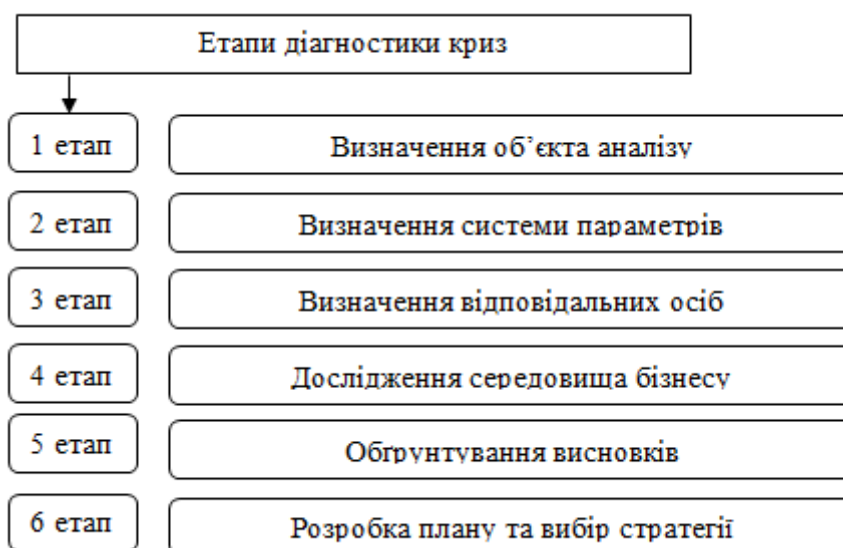 Етапи діагностики криз
1 етап
Визначення об’єкта аналізу
2 етап
Визначення системи параметрів
3 етап
Визначення відповідальних осіб
4 етап
Дослідження середовища бізнесу
5 етап
Обґрунтування висновків
6 етап
Розробка плану та вибір стратегії